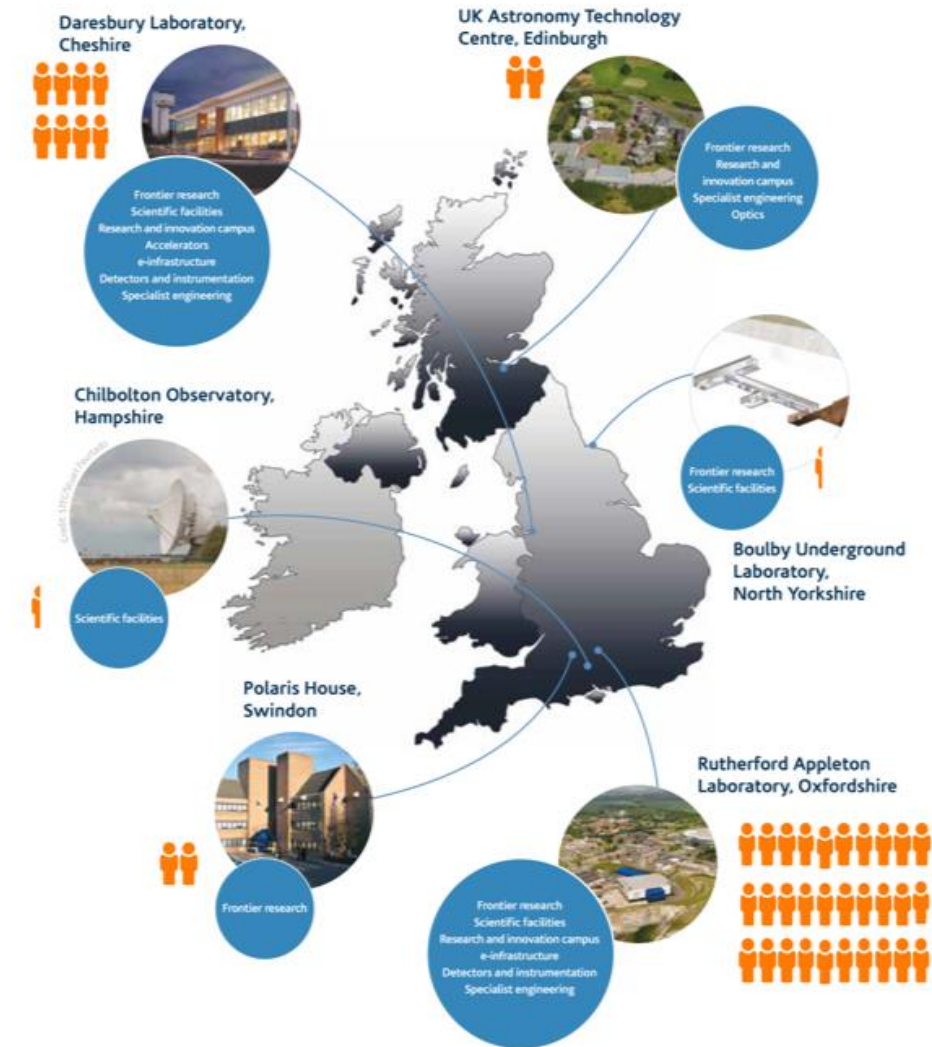 Daresbury Laboratory,
Cheshire
Frontier research
Scientific facilities
Research and innovation campus
Accelerators
e-infrastructure
Detectors and instrumentation
Specialist engineering
UK Astronomy Technology
Centre, Edinburgh
Frontier research
Research and
innovation campus
Specialist engineering
Optics
Chilbolton Observatory,
Hampshire
Credit: STFC/Stuart
Scientific facilities
Frontier research
Scientific facilities
Boulby Underground
Laboratory,
North Yorkshire
Polaris House,
Swindon
Frontier research
Rutherford Appleton
Laboratory, Oxfordshire
Frontier research
Scientific facilities
Research and innovation campus
e-infrastructure
Detectors and instrumentation
Specialist engineering